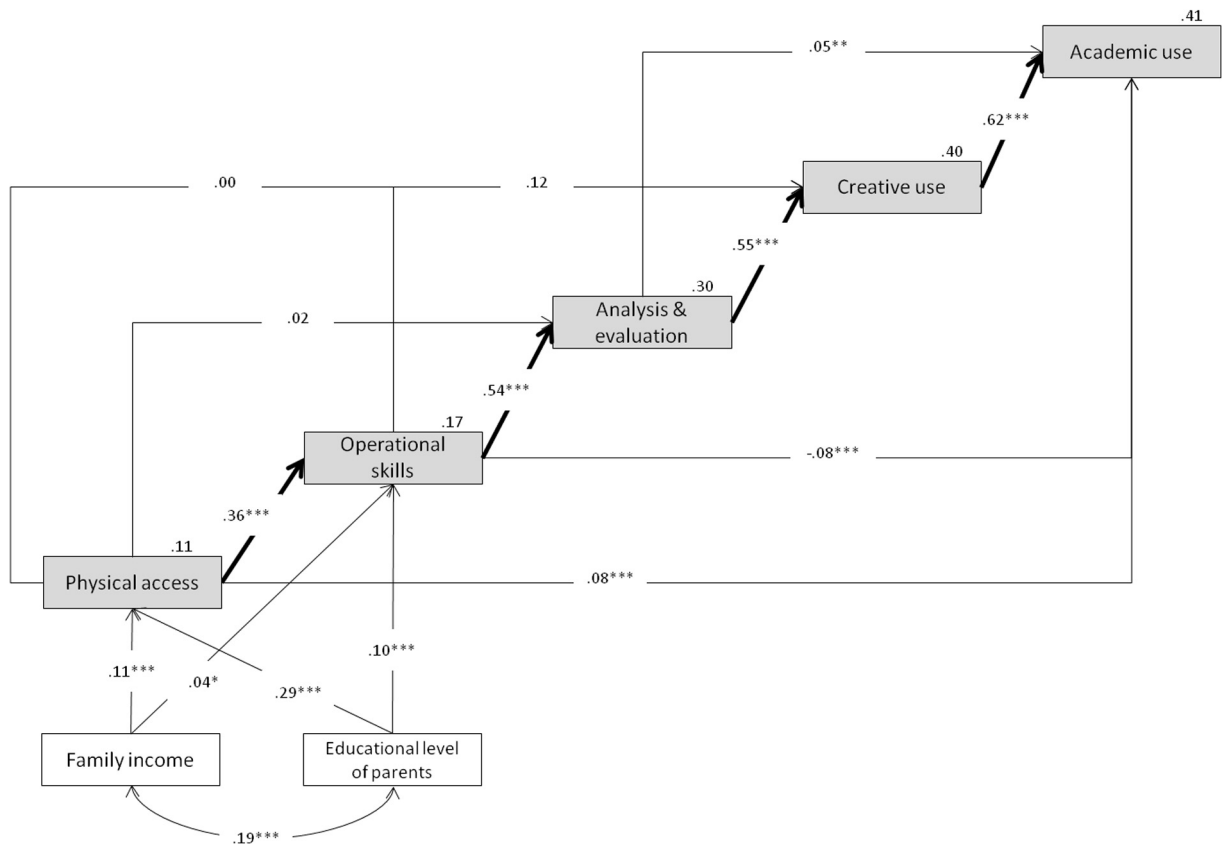 .41
Academic use
.05**
.62***
.40
Creative use
.00
.12
.55***
.30
Analysis &
evaluation
.02
.54***
.17
Operational
skills
-.08***
.36***
.11
Physical access
.08***
.11***
.04*
.29***
.10***
Family income
Educational level
of parents
.19***